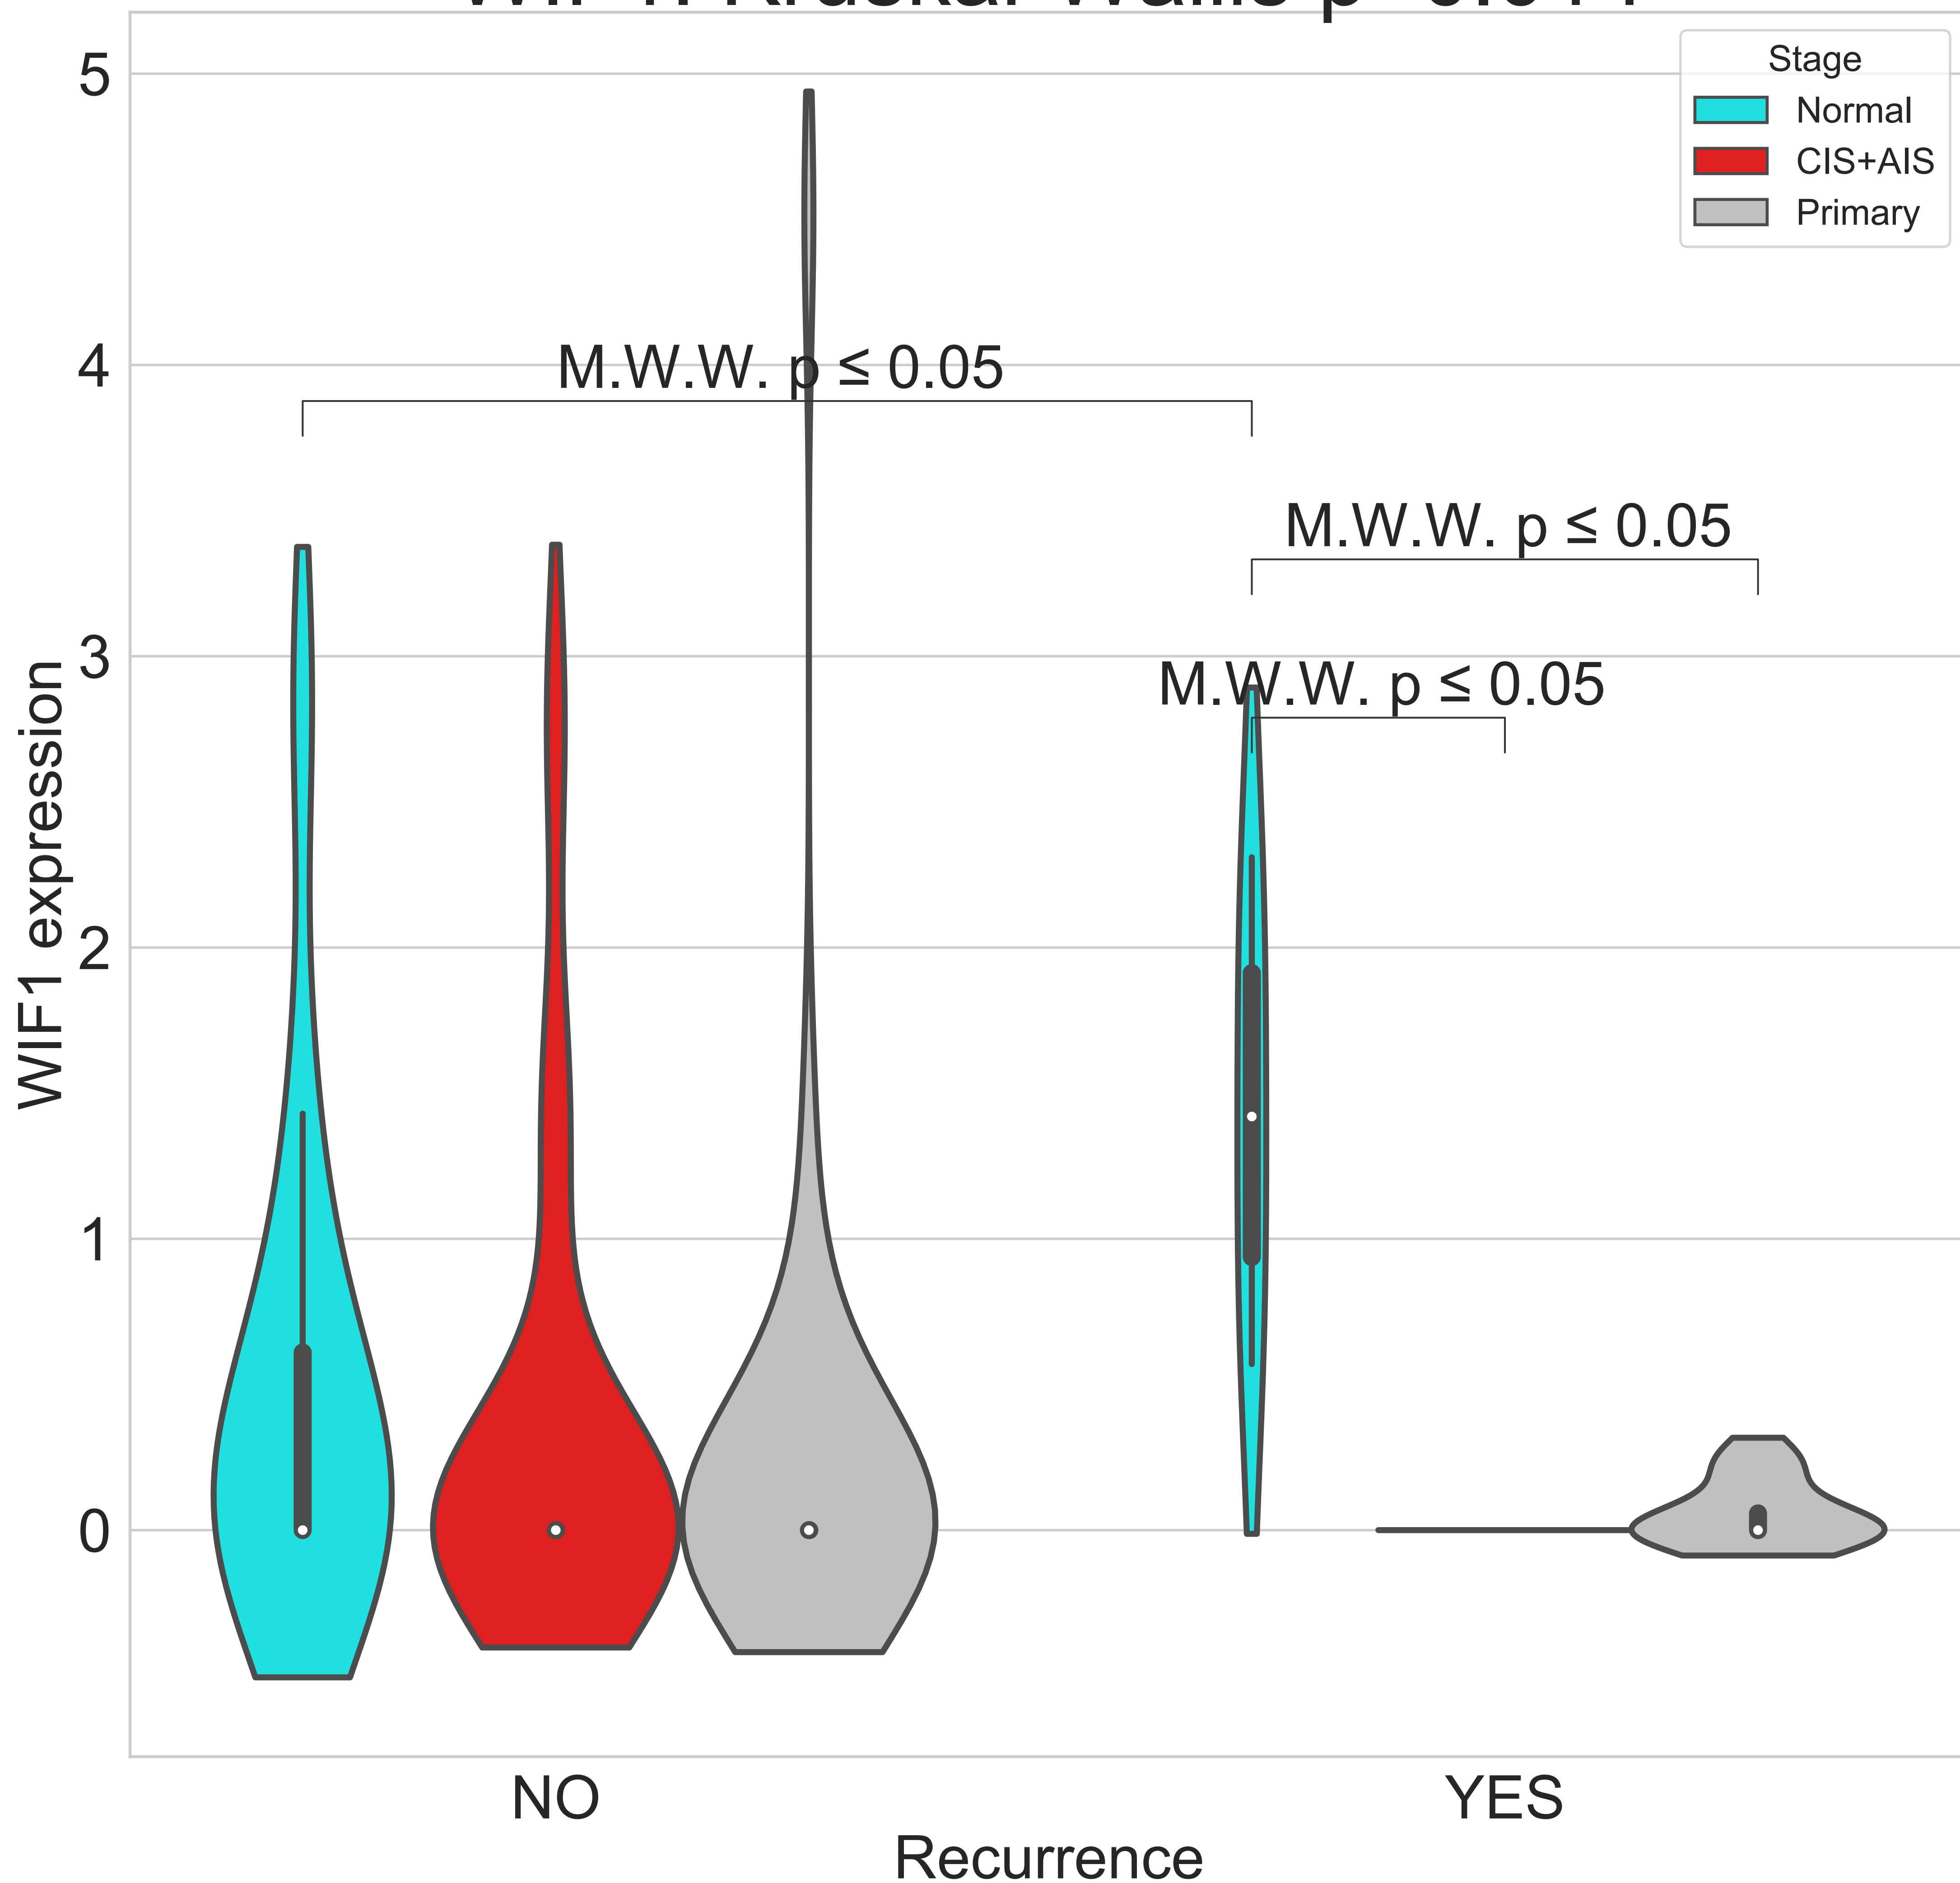 Stage
Normal
CIS+AIS
Primary
5
4
3
2
1
0
WIF1 expression
M.W.W. p ≤ 0.05
M.W.W. p ≤ 0.05
M.W.W. p ≤ 0.05
NO
YES
Recurrence